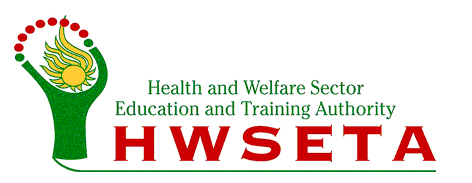 Health and Welfare Sector
Education and Training Authority
HWSETA